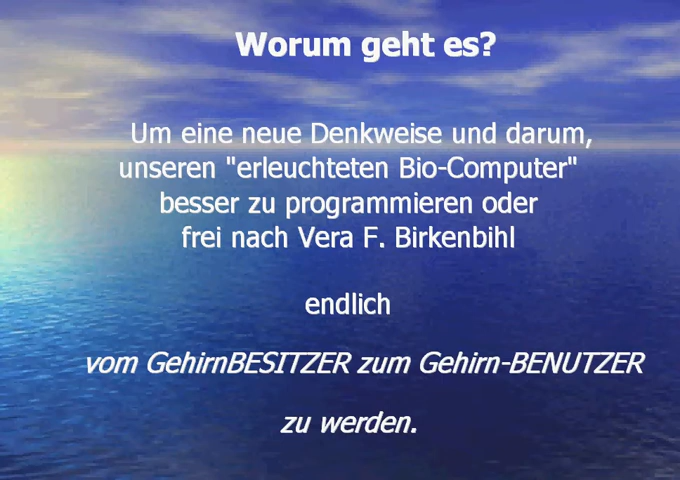 Worum geht es?
Um eine neue Denkweise und darum,
unseren "erleuchteten Bio-Computer"
besser zu programmieren oder
frei nach Vera F. Birkenbihl
endlich
vom GehirnBESITZER zum Gehirn-BENUTZER
zu werden.